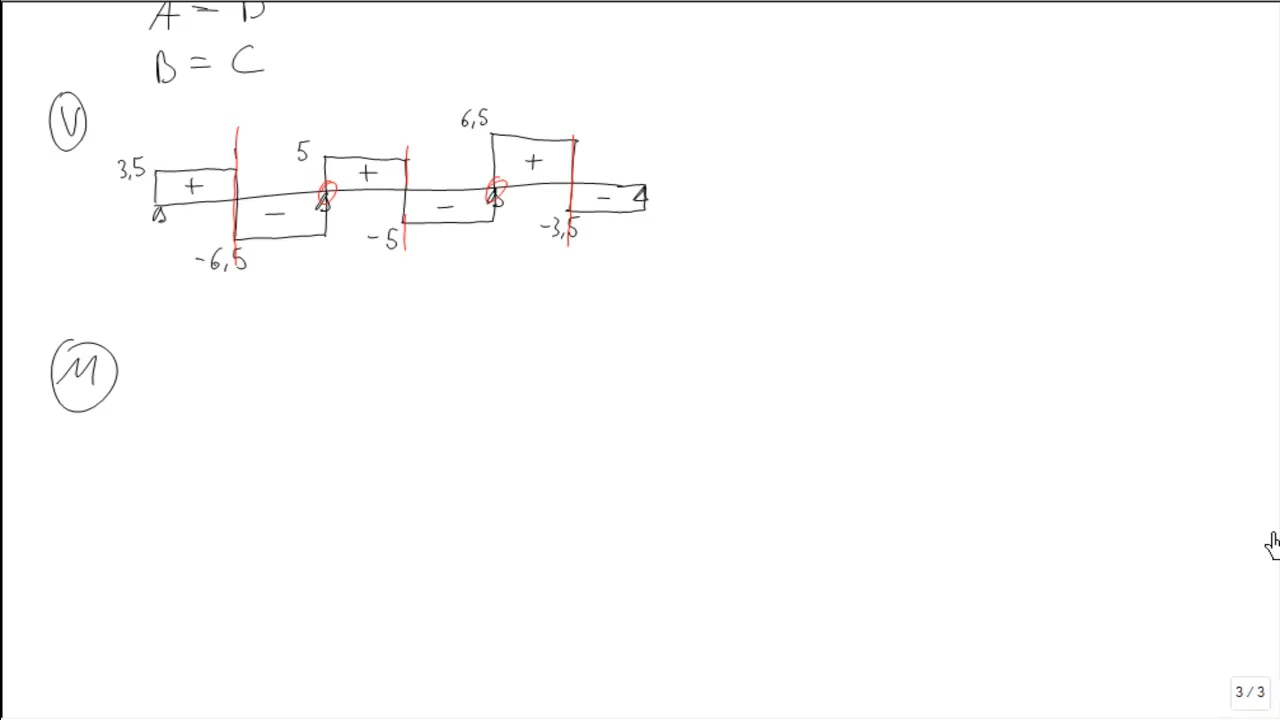 A = D
B = C
V
6,5
5
3,5
+ - + - + -
-5
-3,5
-6,5
M
3 / 3